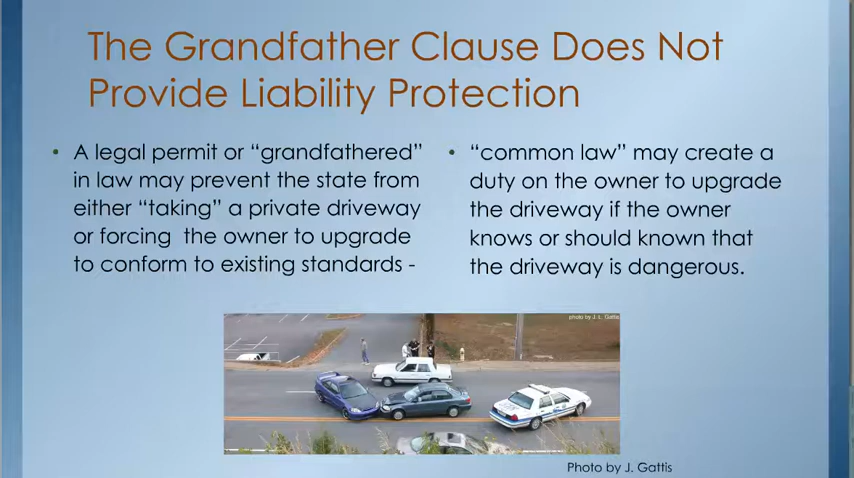 The Grandfather Clause Does Not
Provide Liability Protection
• A legal permit or “grandfathered”
in law may prevent the state from
either “taking” a private driveway
or forcing the owner to upgrade
to conform to existing standards -
• “common law” may create a
duty on the owner to upgrade
the driveway if the owner
knows or should known that
the driveway is dangerous.
photo by J. L. Gattis
Photo by J. Gattis